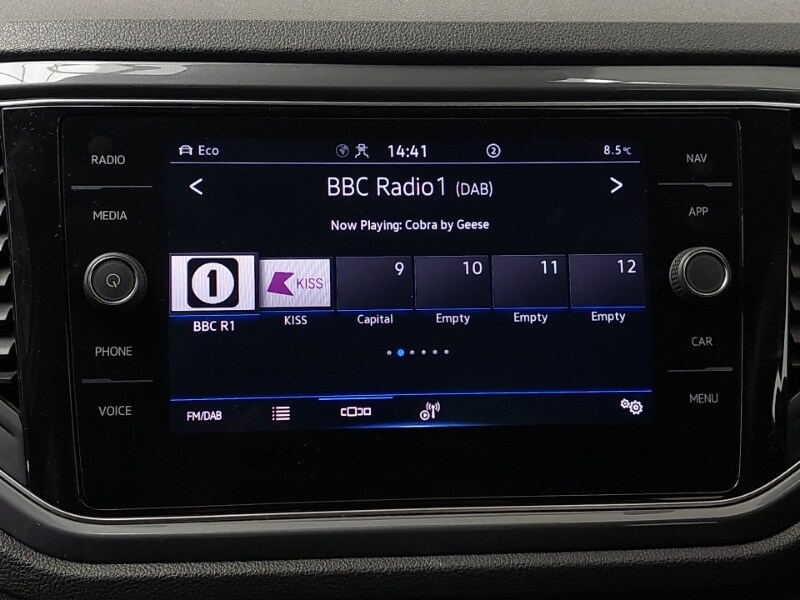 RADIO
MEDIA
PHONE
VOICE
Eco 14:41 2 8.5°C
< BBC Radio1 (DAB) >
Now Playing: Cobra by Geese
1 KISS 9 10 11 12
BBC R1 KISS Capital Empty Empty Empty
FM/DAB
NAV
APP
CAR
MENU